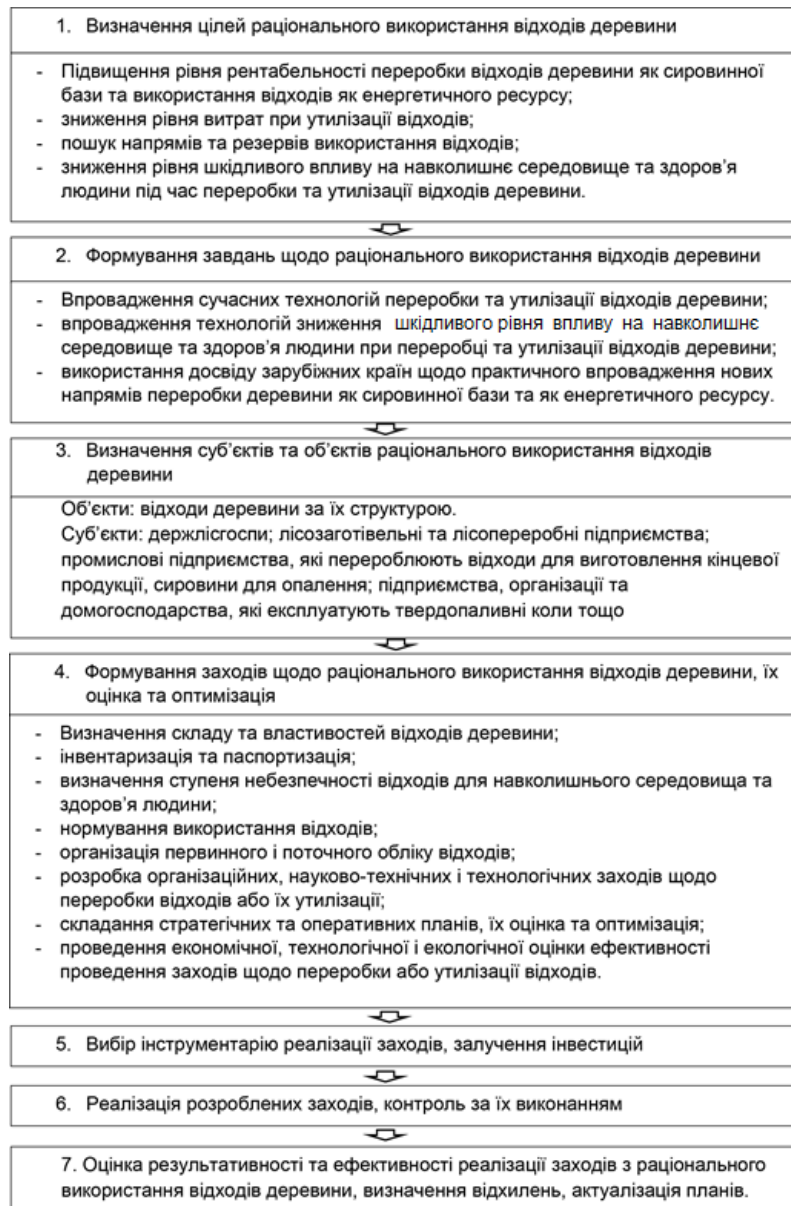 1. Визначення цілей раціонального використання відходів деревини
- Підвищення рівня рентабельності переробки відходів деревини як сировинної
бази та використання відходів як енергетичного ресурсу;
- зниження рівня витрат при утилізації відходів;
- пошук напрямів та резервів використання відходів;
- зниження рівня шкідливого впливу на навколишнє середовище та здоров’я
людини під час переробки та утилізації відходів деревини.
2. Формування завдань щодо раціонального використання відходів деревини
- Впровадження сучасних технологій переробки та утилізації відходів деревини;
- впровадження технологій зниження шкідливого рівня впливу на навколишнє
середовище та здоров’я людини при переробці та утилізації відходів деревини;
- використання досвіду зарубіжних країн щодо практичного впровадження нових
напрямів переробки деревини як сировинної бази та як енергетичного ресурсу.
3. Визначення суб’єктів та об’єктів раціонального використання відходів
деревини
Об’єкти: відходи деревини за їх структурою.
Суб’єкти: держлісгоспи; лісозаготівельні та лісопереробні підприємства;
промислові підприємства, які перероблюють відходи для виготовлення кінцевої
продукції, сировини для опалення; підприємства, організації та
домогосподарства, які експлуатують твердопаливні коли тощо
4. Формування заходів щодо раціонального використання відходів деревини, їх
оцінка та оптимізація
- Визначення складу та властивостей відходів деревини;
- інвентаризація та паспортизація;
- визначення ступеня небезпечності відходів для навколишнього середовища та
здоров’я людини;
- нормування використання відходів;
- організація первинного і поточного обліку відходів;
- розробка організаційних, науково-технічних і технологічних заходів щодо
переробки відходів або їх утилізації;
- складання стратегічних та оперативних планів, їх оцінка та оптимізація;
- проведення економічної, технологічної і екологічної оцінки ефективності
проведення заходів щодо переробки або утилізації відходів.
5. Вибір інструментарію реалізації заходів, залучення інвестицій
6. Реалізація розроблених заходів, контроль за їх виконанням
7. Оцінка результативності та ефективності реалізації заходів з раціонального
використання відходів деревини, визначення відхилень, актуалізація планів.